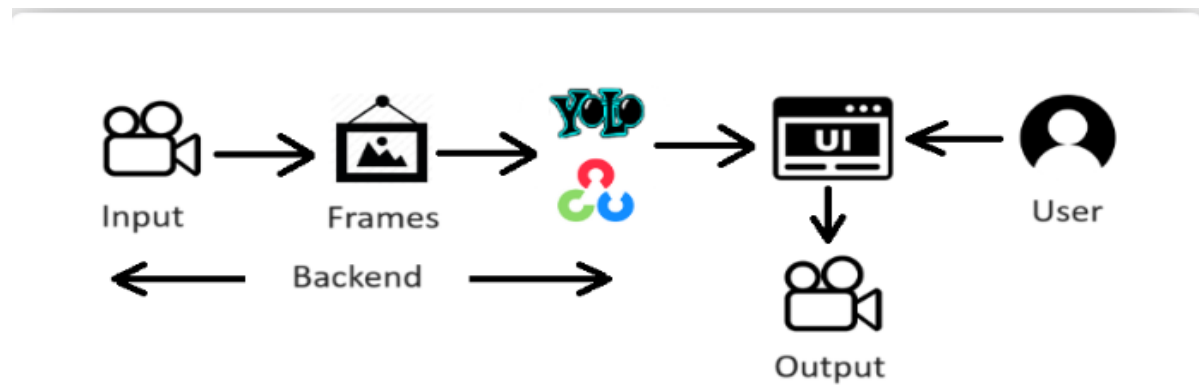 YOLO
UI
Input
Frames
User
Backend
Output